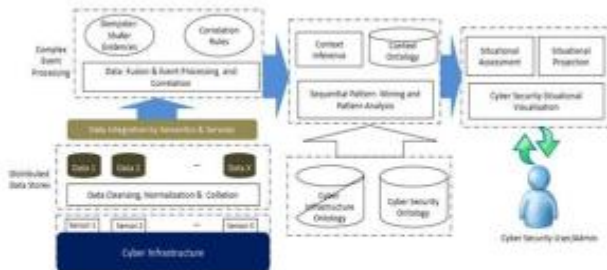 Complex
Event
Processing
Dempster-
Shafer
Evidences
Correlation
Rules
Data Fusion & Event Processing and
Correlation
Context
Inference
Context
Ontology
Sequential Pattern Mining and
Pattern Analysis
Situational
Assessment
Situational
Projection
Cyber Security Situational
Visualisation
Data Integration by Semantics & Services
Distributed
Data Stores
Data 1
Data 2
...
Data X
Data Cleansing, Normalization & Collation
Sensor 1
Sensor 2
...
Cyber Infrastructure
Cyber
Infrastructure
Ontology
Cyber Security
Ontology
Cyber Security User/Admin